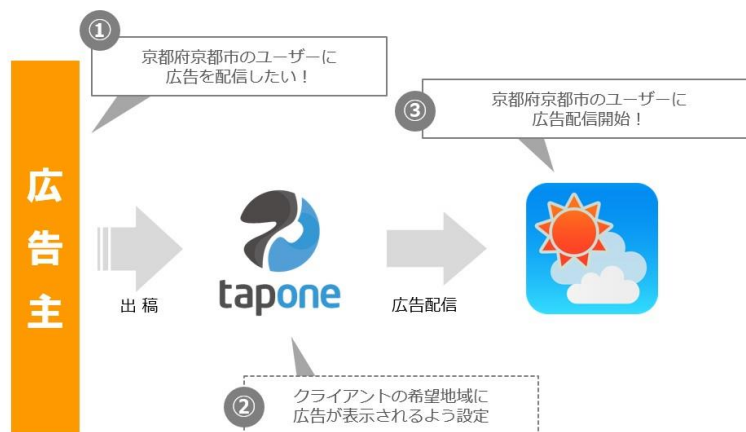 ①
京都府京都市のユーザーに
広告を配信したい！
③
京都府京都市のユーザーに
広告配信開始！
広告主
出稿
tapone
広告配信
②
クライアントの希望地域に
広告が表示されるよう設定